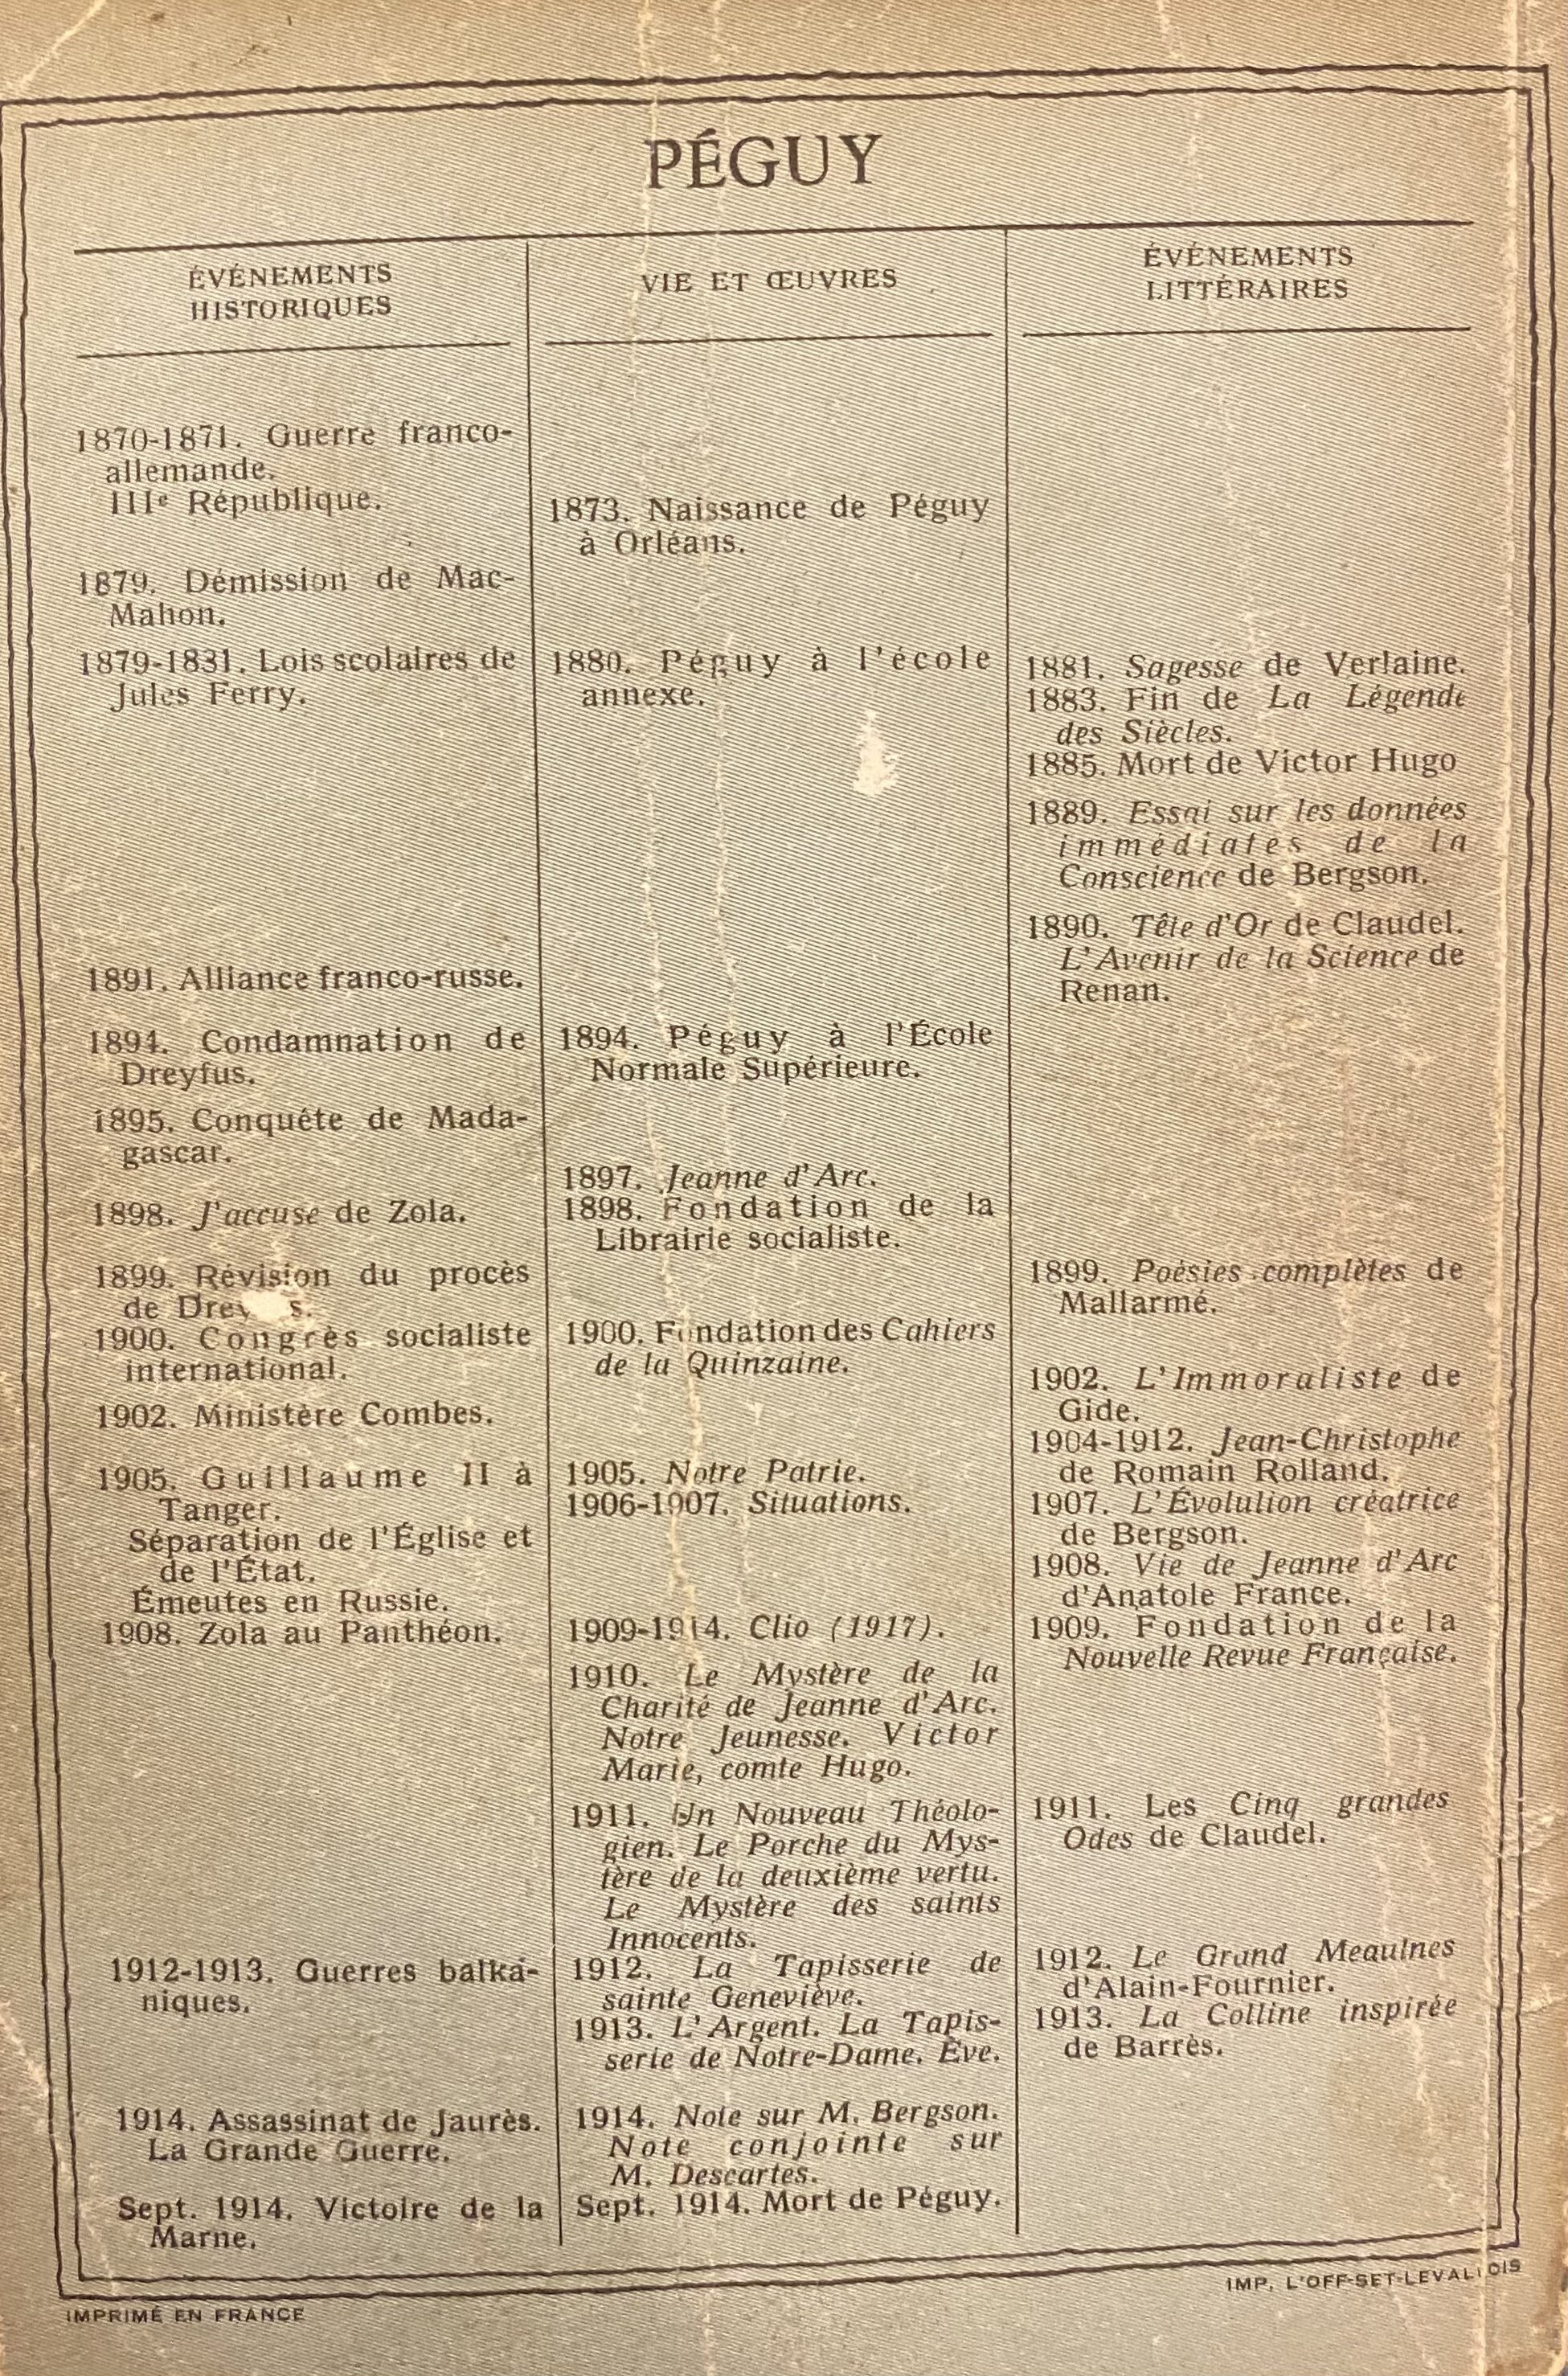 PÉGUY
ÉVÉNEMENTS
HISTORIQUES
1870-1871. Guerre franco-
allemande.
IIIe République.
1879. Démission de Mac-
Mahon.
1879-1831. Lois scolaires de
Jules Ferry.
1891. Alliance franco-russe.
1894. Condamnation de
Dreyfus.
1895. Conquête de Mada-
gascar.
1898. J'accuse de Zola.
1899. Révision du procès
de
1900. Congrès socialiste
international.
1902. Ministère Combes.
1905. Guillaume II à
Tanger.
Séparation de l'Église et
de l'État.
Émeutes en Russie.
1908. Zola au Panthéon.
1912-1913. Guerres balka-
niques.
1914. Assassinat de Jaurès.
La Grande Guerre.
Sept. 1914. Victoire de la
Marne.
VIE ET ŒUVRES
1873. Naissance de Péguy
à Orléans.
1880. Péguy à l'école
annexe.
1894. Péguy à l'École
Normale Supérieure.
1897. Jeanne d'Arc.
1898. Fondation de la
Librairie socialiste.
1900. Fondation des Cahiers
de la Quinzaine.
1905. Notre Patrie.
1906-1907. Situations.
1909-1914. Clio (1917).
1910. Le Mystère de la
Charité de Jeanne d'Arc.
Notre Jeunesse. Victor
Marie, comte Hugo.
1911. Un Nouveau Théolo-
gien. Le Porche du Mys-
tère de la deuxième vertu.
Le Mystère des saints
Innocents.
1912. La Tapisserie de
sainte Geneviève.
1913. L'Argent. La Tapis-
serie de Notre-Dame. Ève.
1914. Note sur M. Bergson.
Note conjointe sur
M. Descartes.
Sept. 1914. Mort de Péguy.
ÉVÉNEMENTS
LITTÉRAIRES
1881. Sagesse de Verlaine.
1883. Fin de La Légende
des Siècles.
1885. Mort de Victor Hugo
1889. Essai sur les données
immédiates de la
Conscience de Bergson.
1890. Tête d'Or de Claudel.
L'Avenir de la Science de
Renan.
1899. Poésies complètes de
Mallarmé.
1902. L'Immoraliste de
Gide.
1904-1912. Jean-Christophe
de Romain Rolland.
1907. L'Évolution créatrice
de Bergson.
1908. Vie de Jeanne d'Arc
d'Anatole France.
1909. Fondation de la
Nouvelle Revue Française.
1911. Les Cinq grandes
Odes de Claudel.
1912. Le Grand Meaulnes
d'Alain-Fournier.
1913. La Colline inspirée
de Barrès.
IMPRIMÉ EN FRANCE
IMP. L'OFF-SET-LEVALLOIS